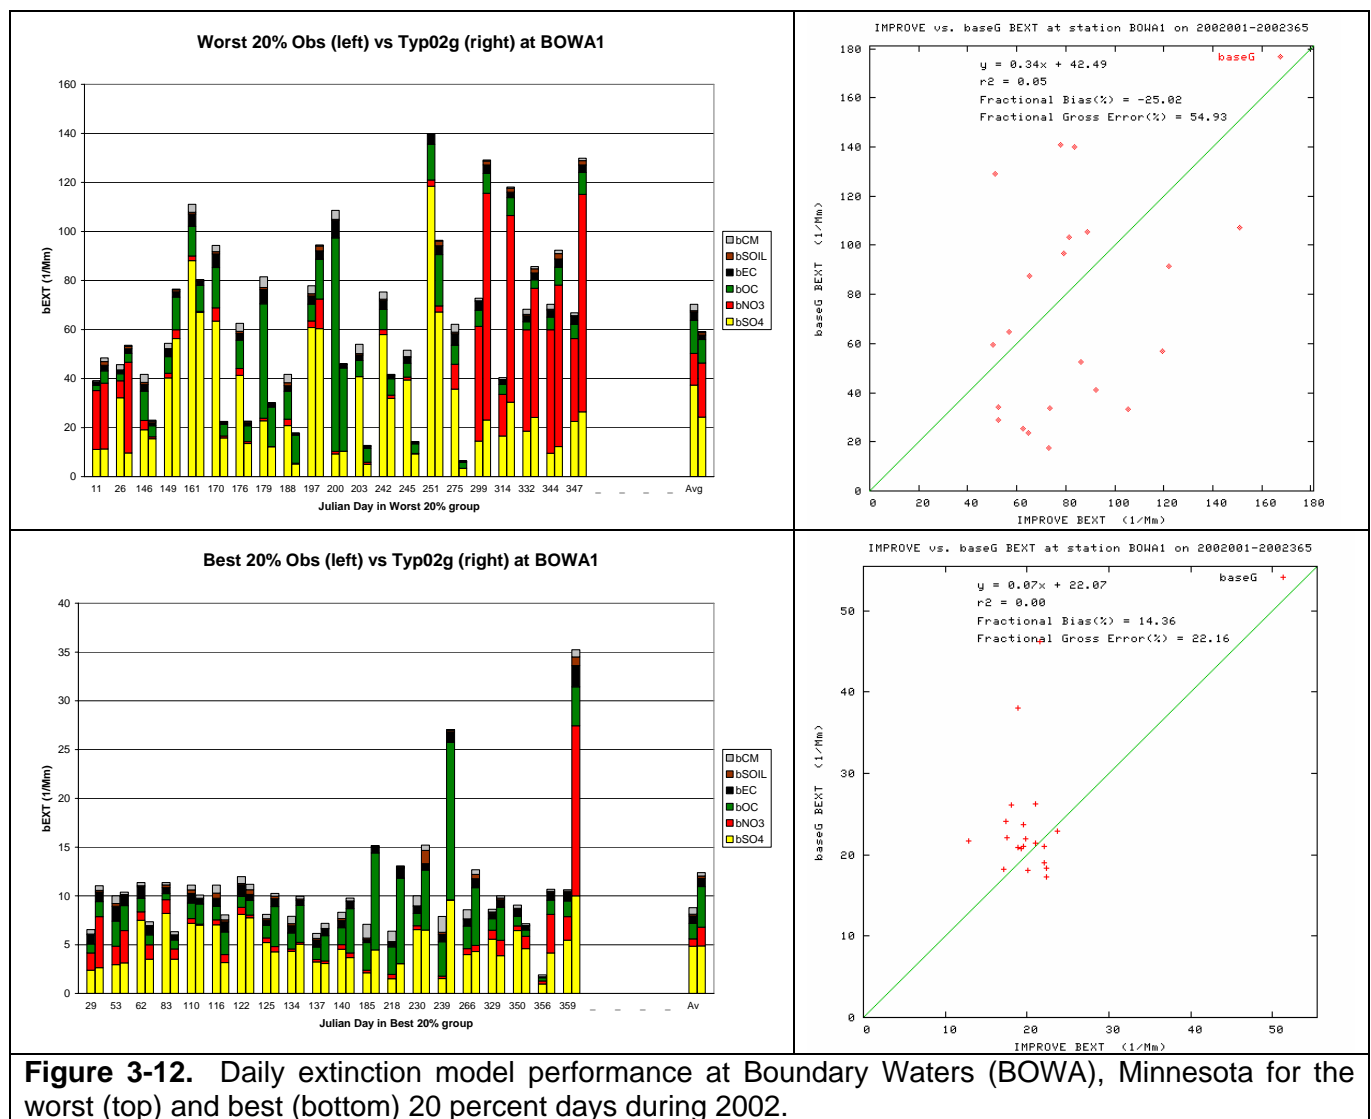 Worst 20% Obs (left) vs Typ02g (right) at BOWA1
160
140
120
100
80
60
40
20
0
bEXT (1/Mm)
11 26 146 149 161 170 176 179 188 197 200 203 242 245 251 275 299 314 332 344 347 _ _ _ _ Avg
Julian Day in Worst 20% group
bCM
bSOIL
bEC
bOC
bNO3
bSO4
IMPROVE vs. baseG BEXT at station BOWA1 on 2002001-2002365
y = 0.34x + 42.49
r2 = 0.05
Fractional Bias(%) = -25.02
Fractional Gross Error(%) = 54.93
baseG
180
160
140
120
100
80
60
40
20
0
baseG BEXT (1/Mm)
0 20 40 60 80 100 120 140 160 180
IMPROVE BEXT (1/Mm)
Best 20% Obs (left) vs Typ02g (right) at BOWA1
40
35
30
25
20
15
10
5
0
bEXT (1/Mm)
29 53 62 83 110 116 122 125 134 137 140 185 218 230 239 266 329 350 356 359 _ _ _ _ Av
Julian Day in Best 20% group
bCM
bSOIL
bEC
bOC
bNO3
bSO4
IMPROVE vs. baseG BEXT at station BOWA1 on 2002001-2002365
y = 0.07x + 22.07
r2 = 0.00
Fractional Bias(%) = 14.36
Fractional Gross Error(%) = 22.16
baseG
50
40
30
20
10
0
baseG BEXT (1/Mm)
0 10 20 30 40 50
IMPROVE BEXT (1/Mm)
Figure 3-12. Daily extinction model performance at Boundary Waters (BOWA), Minnesota for the
worst (top) and best (bottom) 20 percent days during 2002.